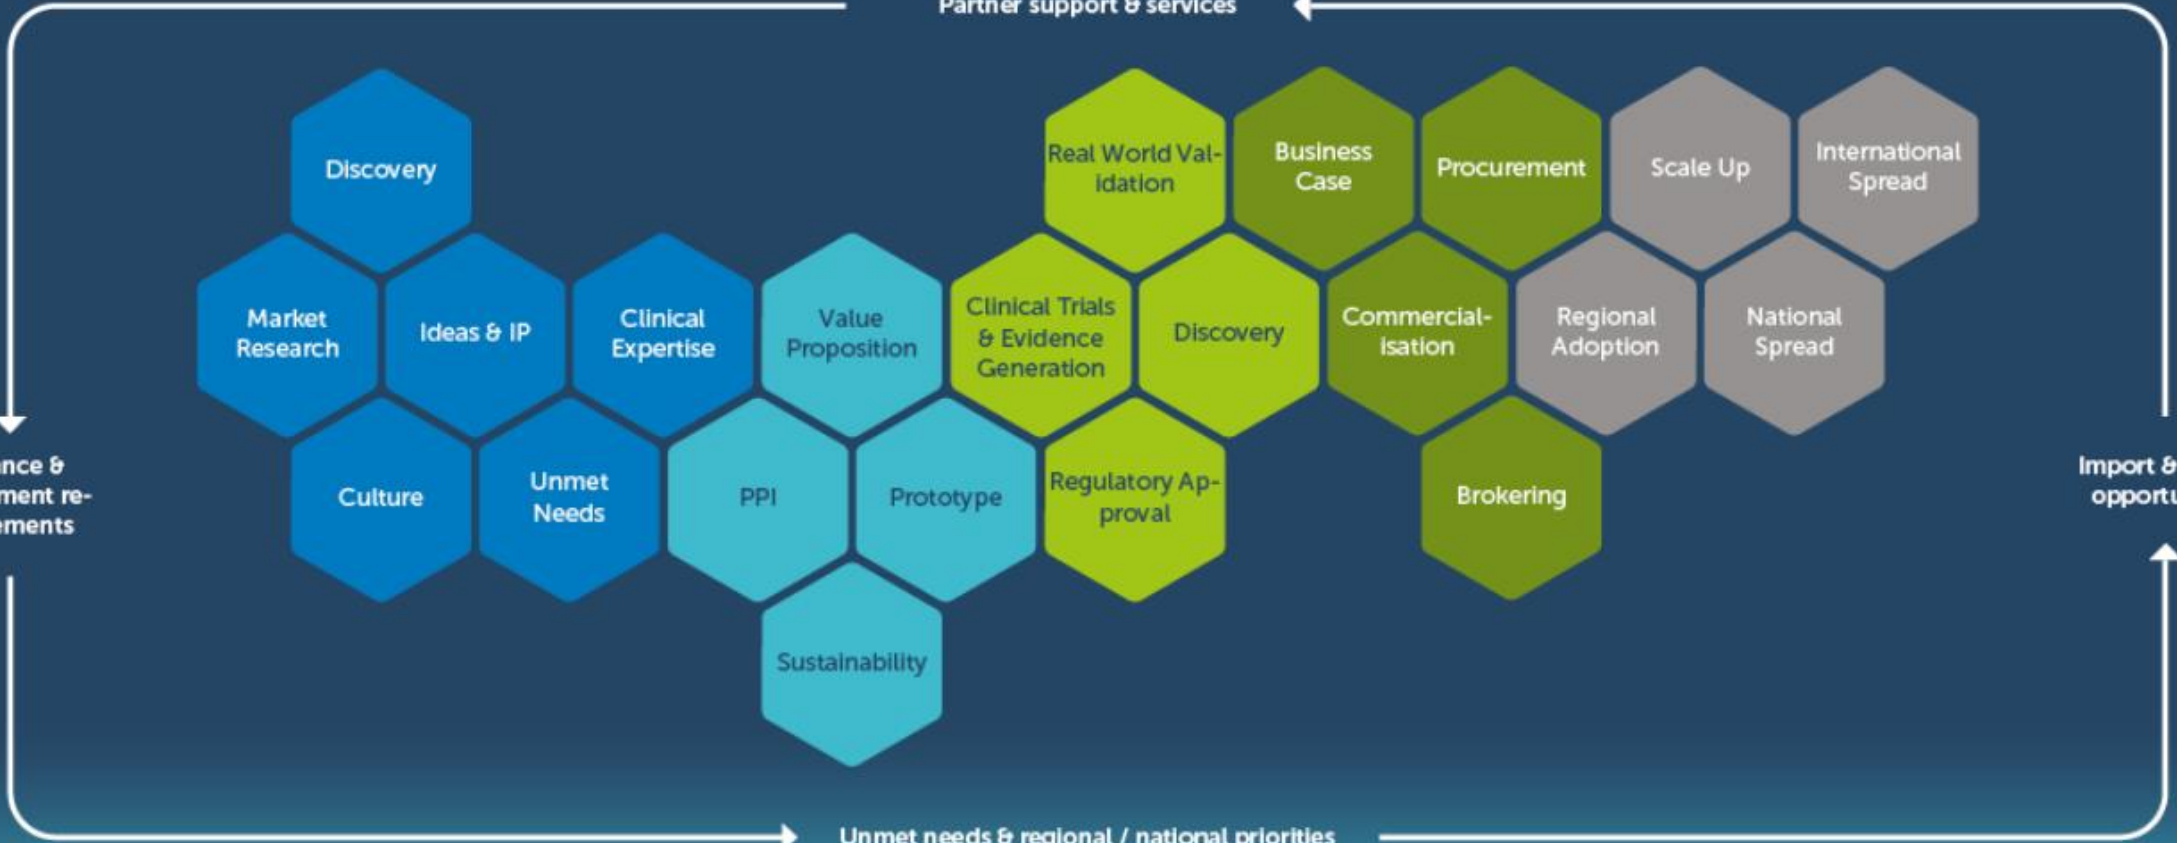 Partner support & services
Discovery
Real World Val-
idation
Business
Case
Procurement
Scale Up
International
Spread
Market
Research
Ideas & IP
Clinical
Expertise
Value
Proposition
Clinical Trials
& Evidence
Generation
Discovery
Commercial-
isation
Regional
Adoption
National
Spread
Culture
Unmet
Needs
PPI
Prototype
Regulatory Ap-
proval
Brokering
Sustainability
&
re-
Import &
Unmet needs & regional / national priorities